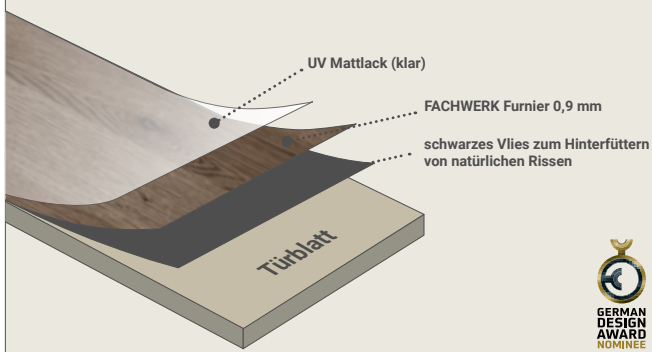 UV Mattlack (klar)
FACHWERK Furnier 0,9 mm
schwarzes Vlies zum Hinterfüttern
von natürlichen Rissen
Türblatt
GERMAN
DESIGN
AWARD
NOMINEE